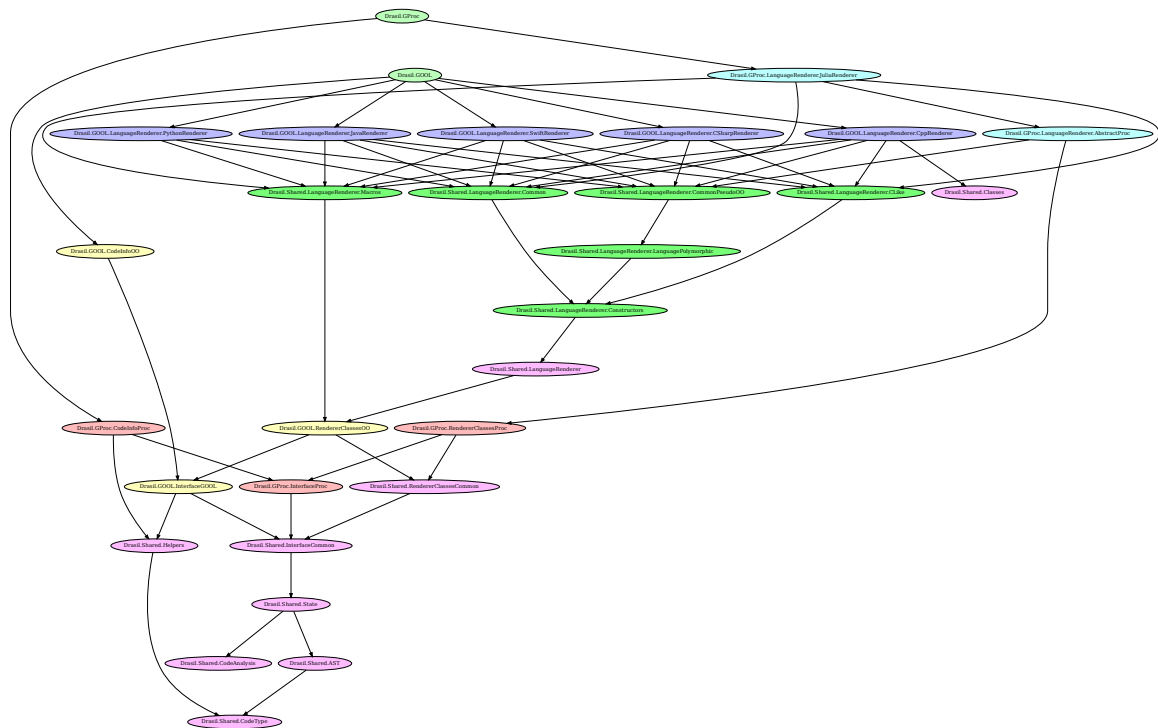 Drasil.GProc
Drasil.GOOL
Drasil.GProc.LanguageRenderer.JuliaRenderer
Drasil.GOOL.LanguageRenderer.PythonRenderer
Drasil.GOOL.LanguageRenderer.JavaRenderer
Drasil.GOOL.LanguageRenderer.SwiftRenderer
Drasil.GOOL.LanguageRenderer.CSharpRenderer
Drasil.GOOL.LanguageRenderer.CppRenderer
Drasil.GProc.LanguageRenderer.AbstractProc
Drasil.Shared.LanguageRenderer.Macros
Drasil.Shared.LanguageRenderer.Common
Drasil.Shared.LanguageRenderer.CommonPseudoOO
Drasil.Shared.LanguageRenderer.CLike
Drasil.Shared.Classes
Drasil.GOOL.CodeInfoOO
Drasil.Shared.LanguageRenderer.LanguagePolymorphic
Drasil.Shared.LanguageRenderer.Constructors
Drasil.Shared.LanguageRenderer
Drasil.GProc.CodeInfoProc
Drasil.GOOL.RendererClassesOO
Drasil.GProc.RendererClassesProc
Drasil.GOOL.InterfaceGOOL
Drasil.GProc.InterfaceProc
Drasil.Shared.RendererClassesCommon
Drasil.Shared.Helpers
Drasil.Shared.InterfaceCommon
Drasil.Shared.State
Drasil.Shared.CodeAnalysis
Drasil.Shared.AST
Drasil.Shared.CodeType